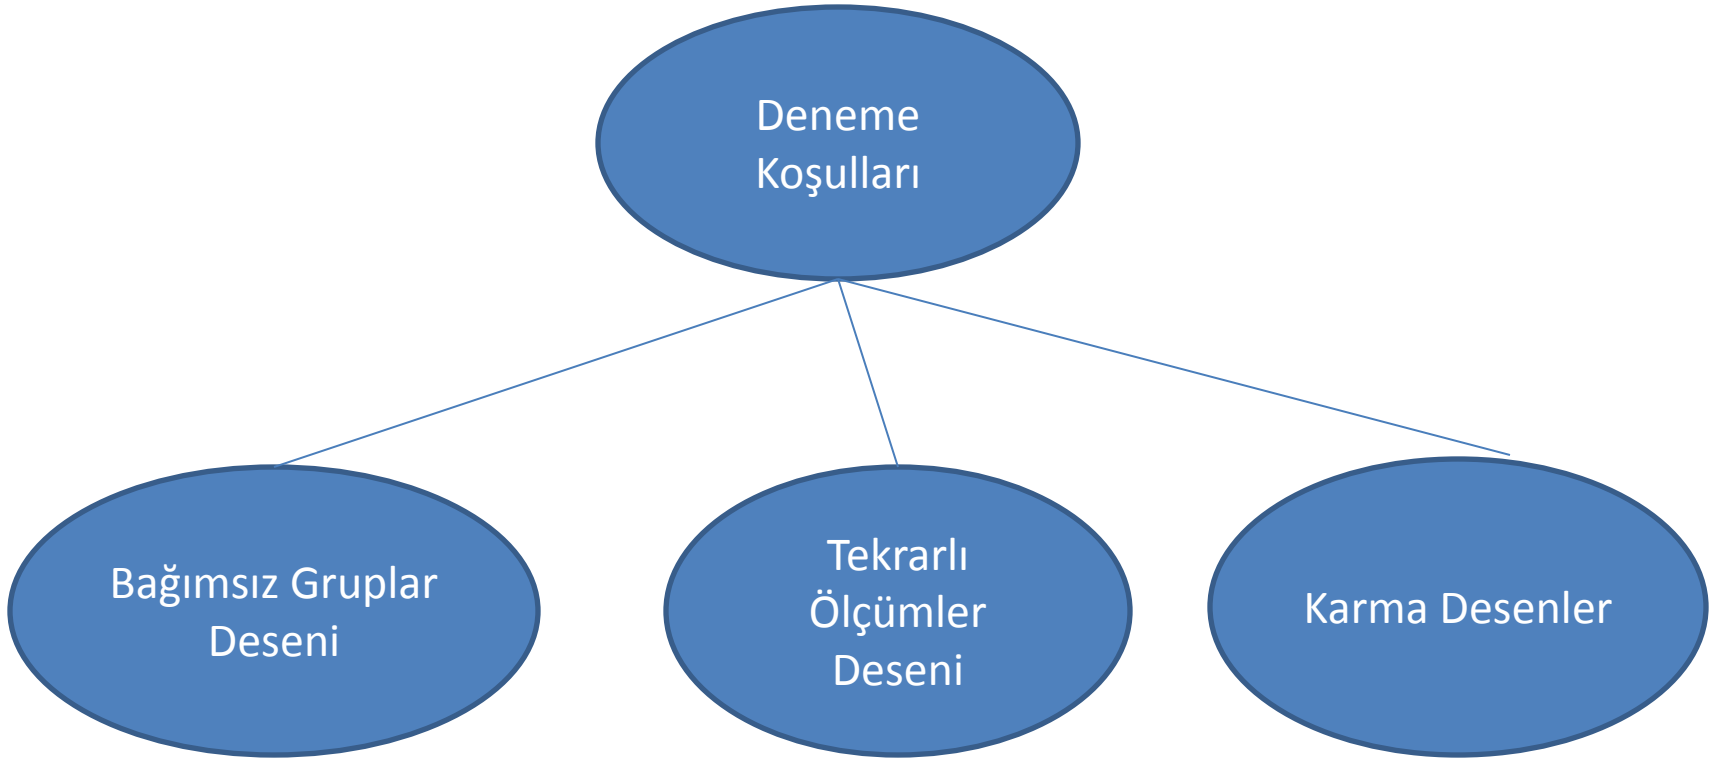 Deneme
Koşulları
Bağımsız Gruplar
Deseni
Tekrarlı
Ölçümler
Deseni
Karma Desenler